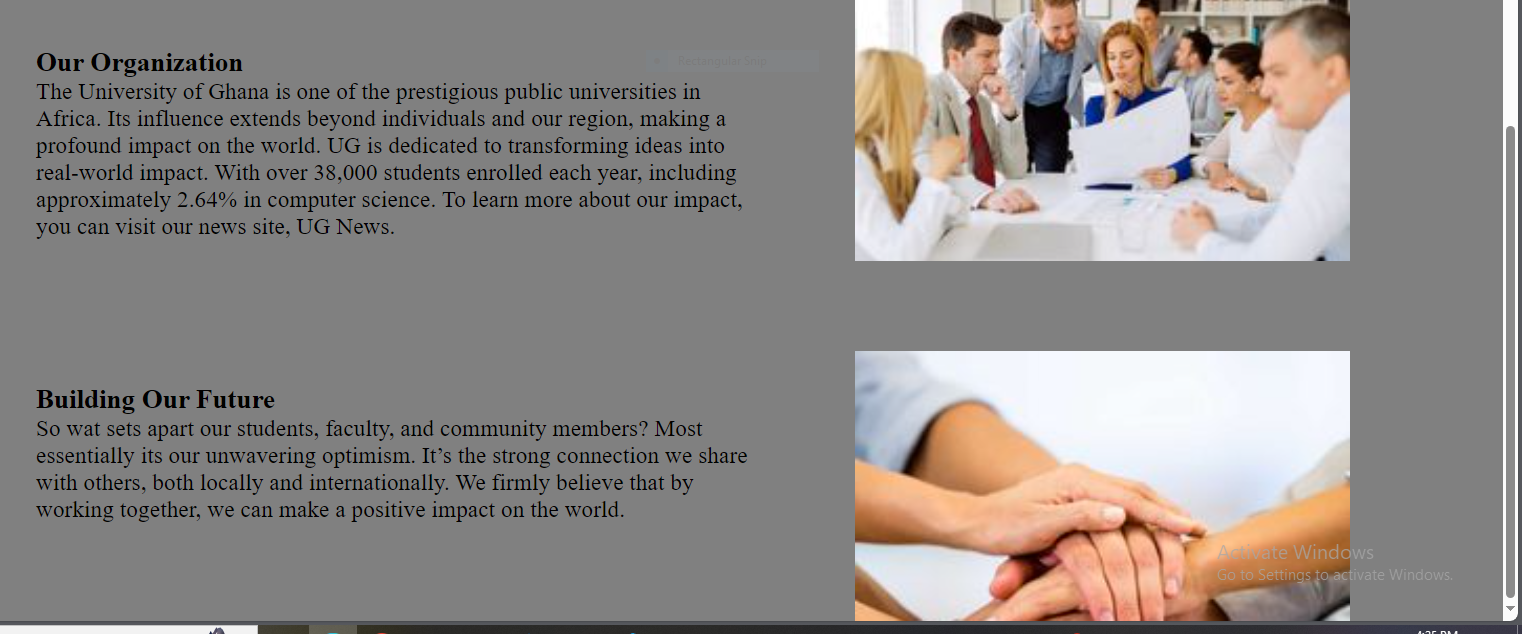 Our Organization
The University of Ghana is one of the prestigious public universities in
Africa. Its influence extends beyond individuals and our region, making a
profound impact on the world. UG is dedicated to transforming ideas into
real-world impact. With over 38,000 students enrolled each year, including
approximately 2.64% in computer science. To learn more about our impact,
you can visit our news site, UG News.
Rectangular Snip
Building Our Future
So wat sets apart our students, faculty, and community members? Most
essentially its our unwavering optimism. It’s the strong connection we share
with others, both locally and internationally. We firmly believe that by
working together, we can make a positive impact on the world.
Activate Windows
Go to Settings to activate Windows.